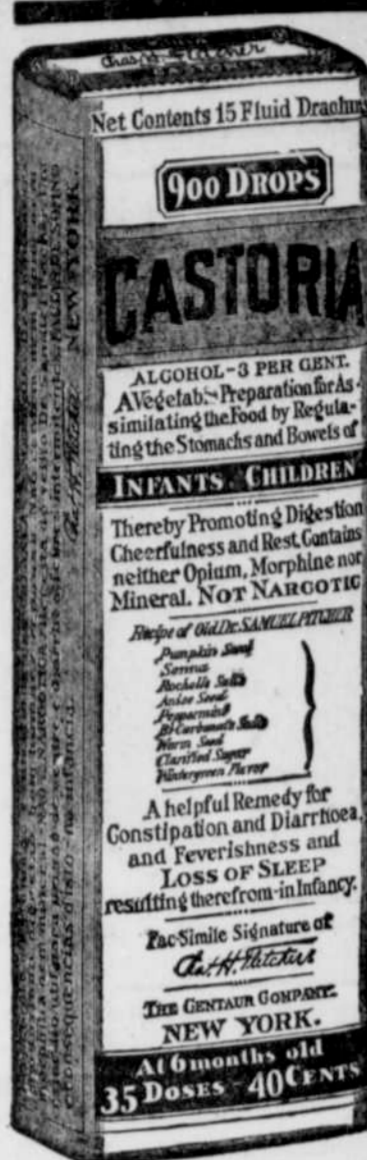 Chas. H. Fletcher
Net Contents 15 Fluid Drachms
900 DROPS
CASTORIA
ALCOHOL-3 PER CENT.
A Vegetable Preparation for As-
similating the Food by Regula-
ting the Stomachs and Bowels of
INFANTS CHILDREN
Thereby Promoting Digestion
Cheerfulness and Rest. Contains
neither Opium, Morphine nor
Mineral. NOT NARCOTIC
Recipe of Old Dr. SAMUEL PITCHER
Pumpkin Seed
Senna
Rochelle Salts
Anise Seed
Peppermint
Bi Carbonate Soda
Worm Seed
Clarified Sugar
Wintergreen Flavor
A helpful Remedy for
Constipation and Diarrhoea,
and Feverishness and
LOSS OF SLEEP
resulting therefrom-in Infancy.
Fac-Simile Signature of
Chas. H. Fletcher
THE CENTAUR COMPANY.
NEW YORK.
At 6 months old
35 DOSES - 40 CENTS
NEW YORK.
Chas. H. Fletcher